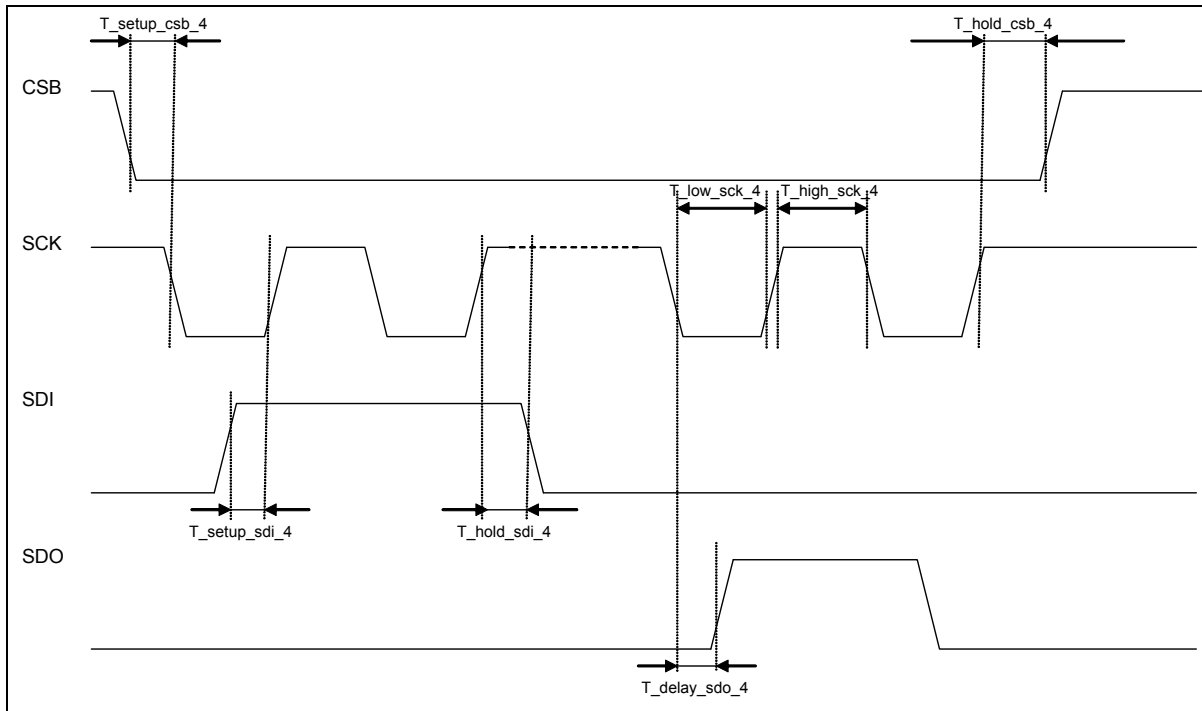 T_setup_csb_4
T_hold_csb_4
CSB
T_low_sck_4
T_high_sck_4
SCK
SDI
T_setup_sdi_4
T_hold_sdi_4
SDO
T_delay_sdo_4